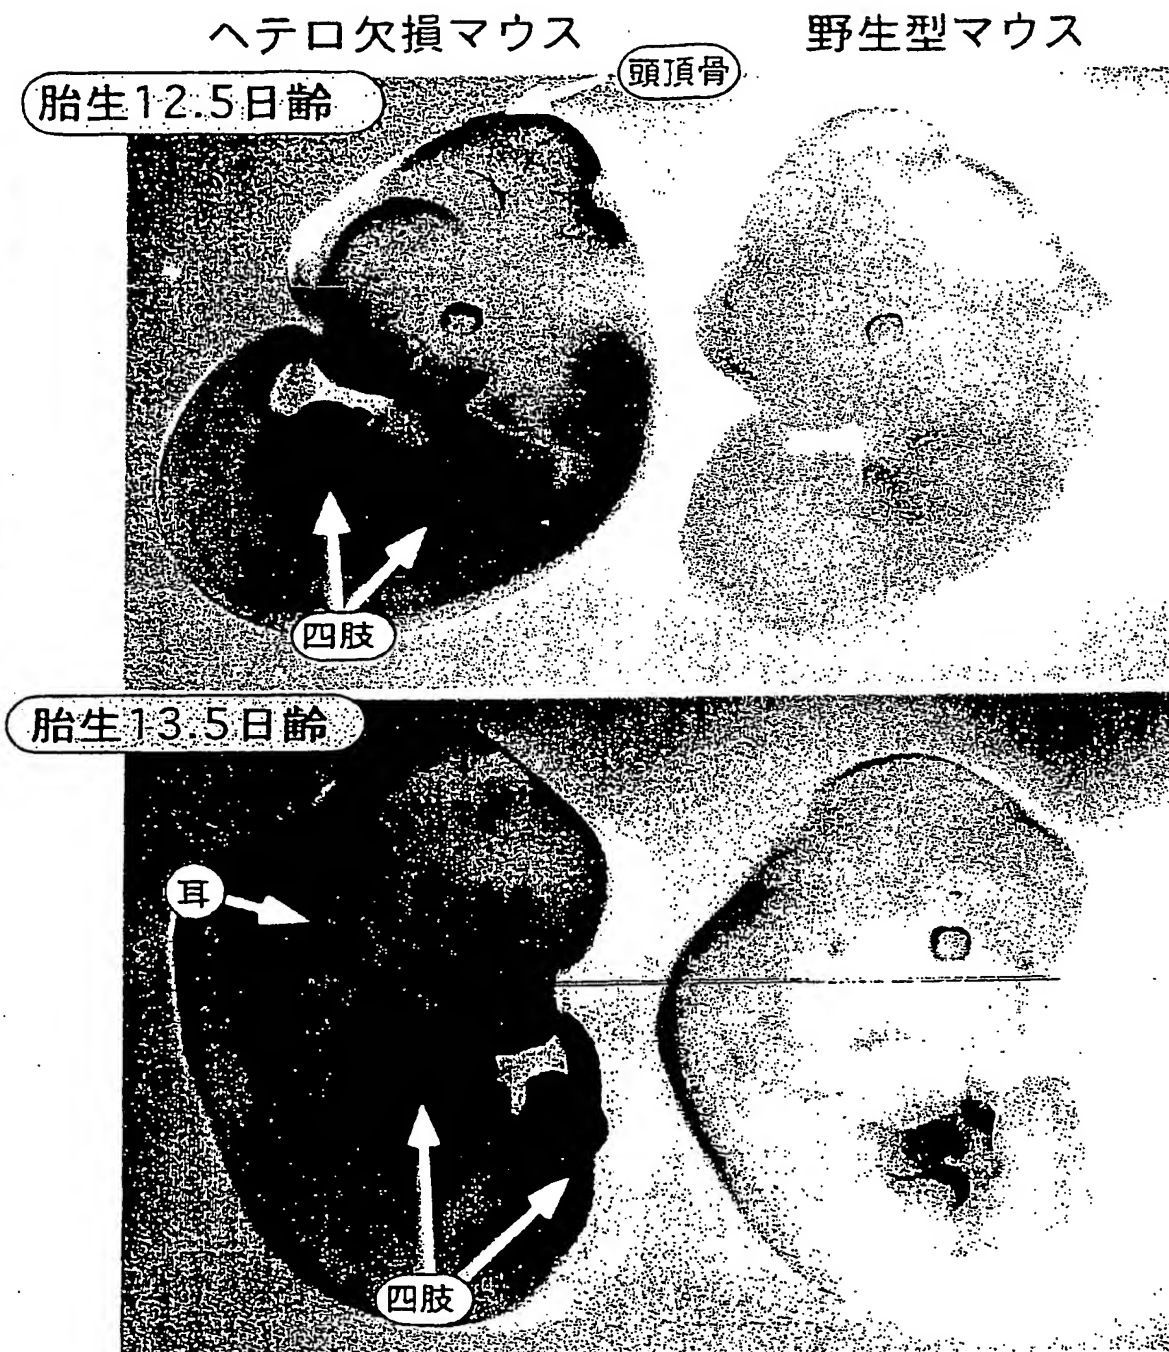 ヘテロ欠損マウス
野生型マウス
胎生12.5日齢
頭頂骨
四肢
胎生13.5日齢
耳
四肢